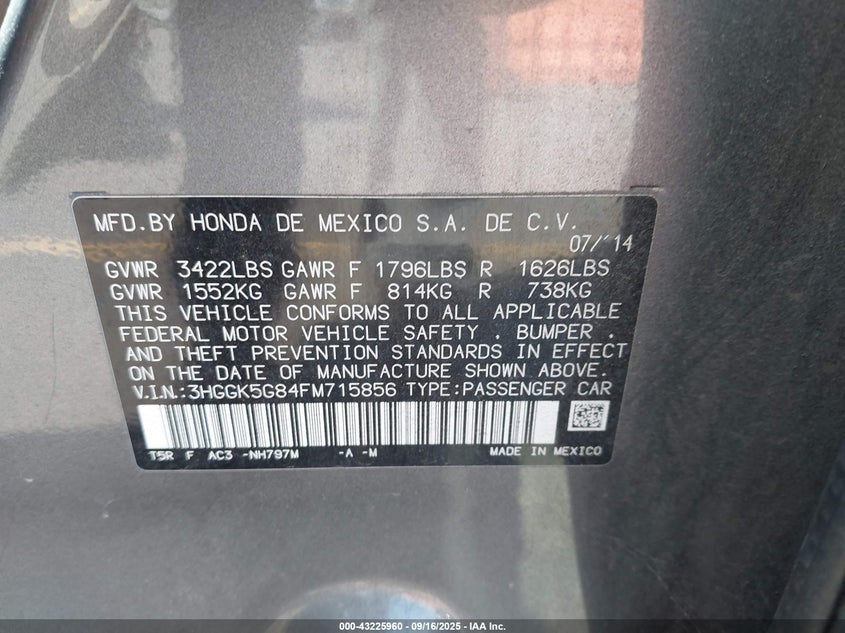 MFD.BY HONDA DE MEXICO S.A. DE C.V.
07/'14
GVWR 3422LBS GAWR F 1796LBS R 1626LBS
GVWR 1552KG GAWR F 814KG R 738KG
THIS VEHICLE CONFORMS TO ALL APPLICABLE
FEDERAL MOTOR VEHICLE SAFETY . BUMPER .
AND THEFT PREVENTION STANDARDS IN EFFECT
ON THE DATE OF MANUFACTURE SHOWN ABOVE.
V.I.N.:3HGGK5G84FM715856 TYPE:PASSENGER CAR
T5R F AC3 -NH797M -A -M MADE IN MEXICO
000-43225960 - 09/16/2025 - IAA Inc.